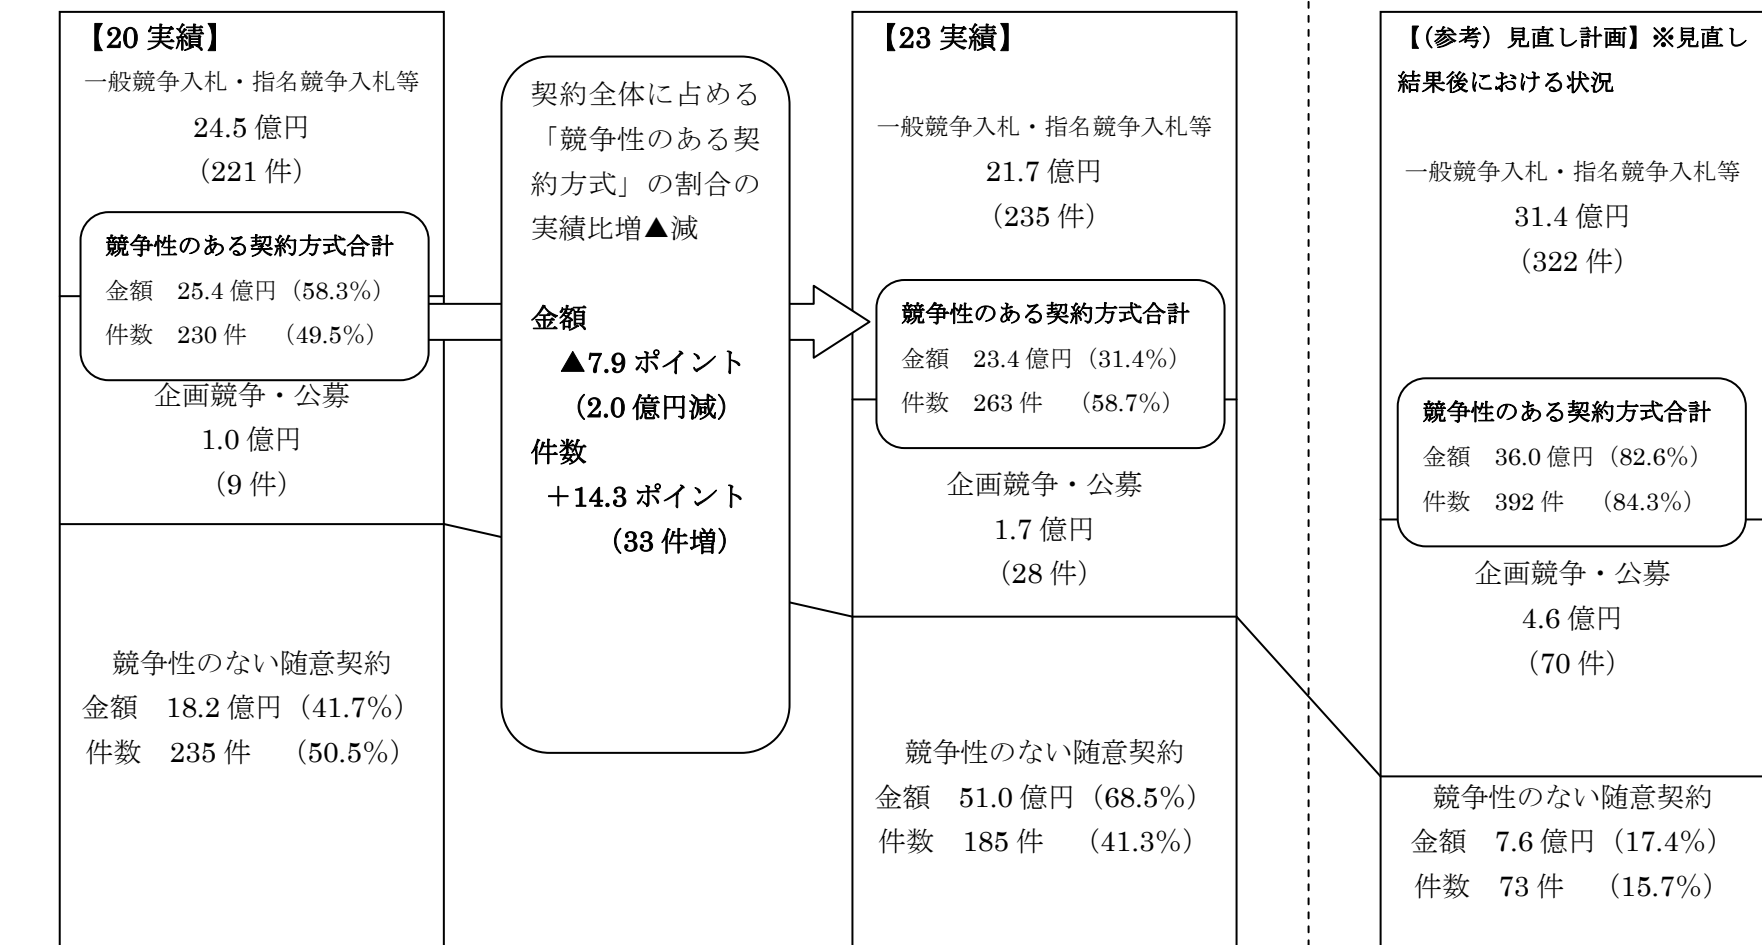 【20 実績】
一般競争入札・指名競争入札等
24.5 億円
（221 件）
競争性のある契約方式合計
金額　25.4 億円（58.3%）
件数　230 件　（49.5%）
企画競争・公募
1.0 億円
（9 件）
競争性のない随意契約
金額　18.2 億円（41.7%）
件数　235 件　（50.5%）
契約全体に占める
「競争性のある契
約方式」の割合の
実績比増▲減
金額
▲7.9 ポイント
（2.0 億円減）
件数
＋14.3 ポイント
（33 件増）
【23 実績】
一般競争入札・指名競争入札等
21.7 億円
（235 件）
競争性のある契約方式合計
金額　23.4 億円（31.4%）
件数　263 件　（58.7%）
企画競争・公募
1.7 億円
（28 件）
競争性のない随意契約
金額　51.0 億円（68.5%）
件数　185 件　（41.3%）
【（参考）見直し計画】※見直し
結果後における状況
一般競争入札・指名競争入札等
31.4 億円
（322 件）
競争性のある契約方式合計
金額　36.0 億円（82.6%）
件数　392 件　（84.3%）
企画競争・公募
4.6 億円
（70 件）
競争性のない随意契約
金額　7.6 億円（17.4%）
件数　73 件　（15.7%）